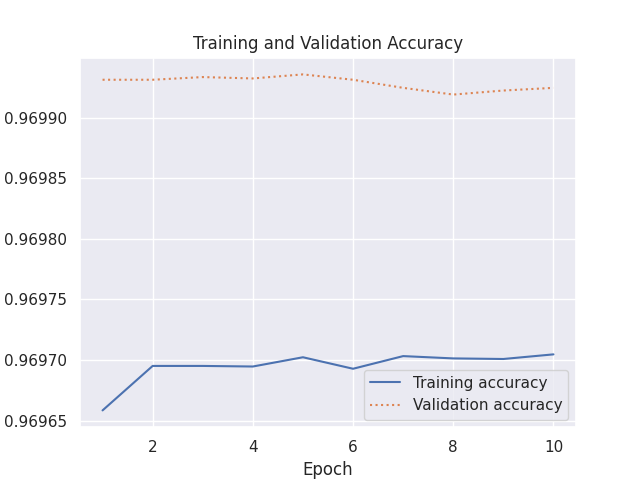 Training and Validation Accuracy
0.96990
0.96985
0.96980
0.96975
0.96970
0.96965
Training accuracy
Validation accuracy
2 4 6 8 10
Epoch